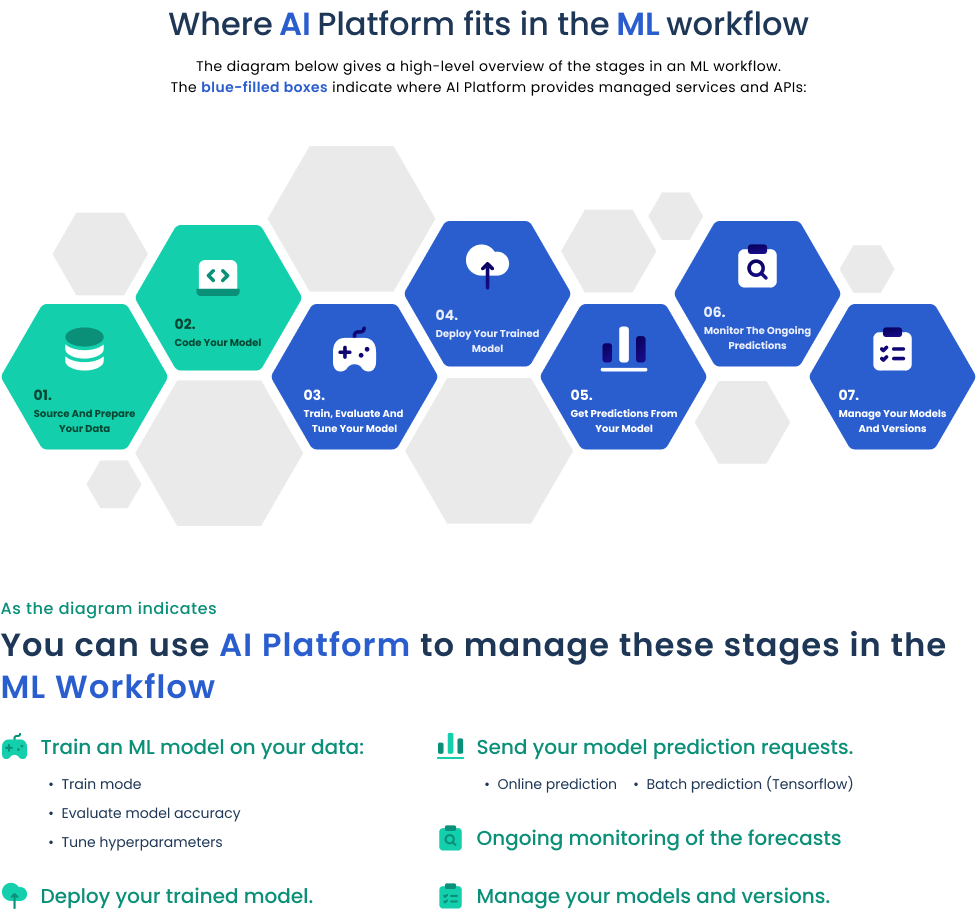 Where AI Platform fits in the ML workflow
The diagram below gives a high-level overview of the stages in an ML workflow.
The blue-filled boxes indicate where AI Platform provides managed services and APIs:
01.
Source And Prepare
Your Data
02.
Code Your Model
03.
Train, Evaluate And
Tune Your Model
04.
Deploy Your Trained
Model
05.
Get Predictions From
Your Model
06.
Monitor The Ongoing
Predictions
07.
Manage Your Models
And Versions
As the diagram indicates
You can use AI Platform to manage these stages in the
ML Workflow
Train an ML model on your data:
• Train mode
• Evaluate model accuracy
• Tune hyperparameters
Deploy your trained model.
Send your model prediction requests.
• Online prediction • Batch prediction (Tensorflow)
Ongoing monitoring of the forecasts
Manage your models and versions.